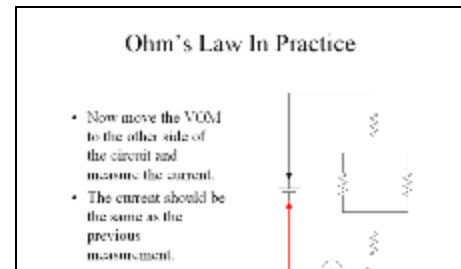 Ohm's Law In Practice
• Now move the VOM
to the other side of
the circuit and
measure the current.
• The current should be
the same as the
previous
measurement.